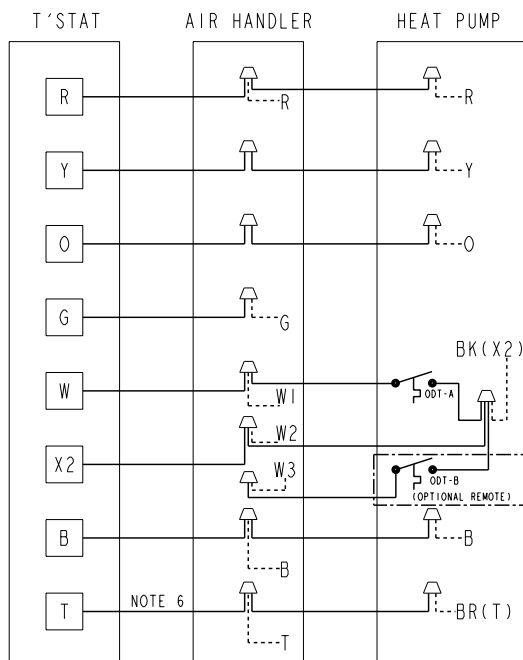 T'STAT AIR HANDLER HEAT PUMP
R R R
Y Y
O O
G G
BK(X2)
W W1 ODT-A
W2
X2 W3 ODT-B
(OPTIONAL REMOTE)
B B B
T NOTE 6 T BR(T)